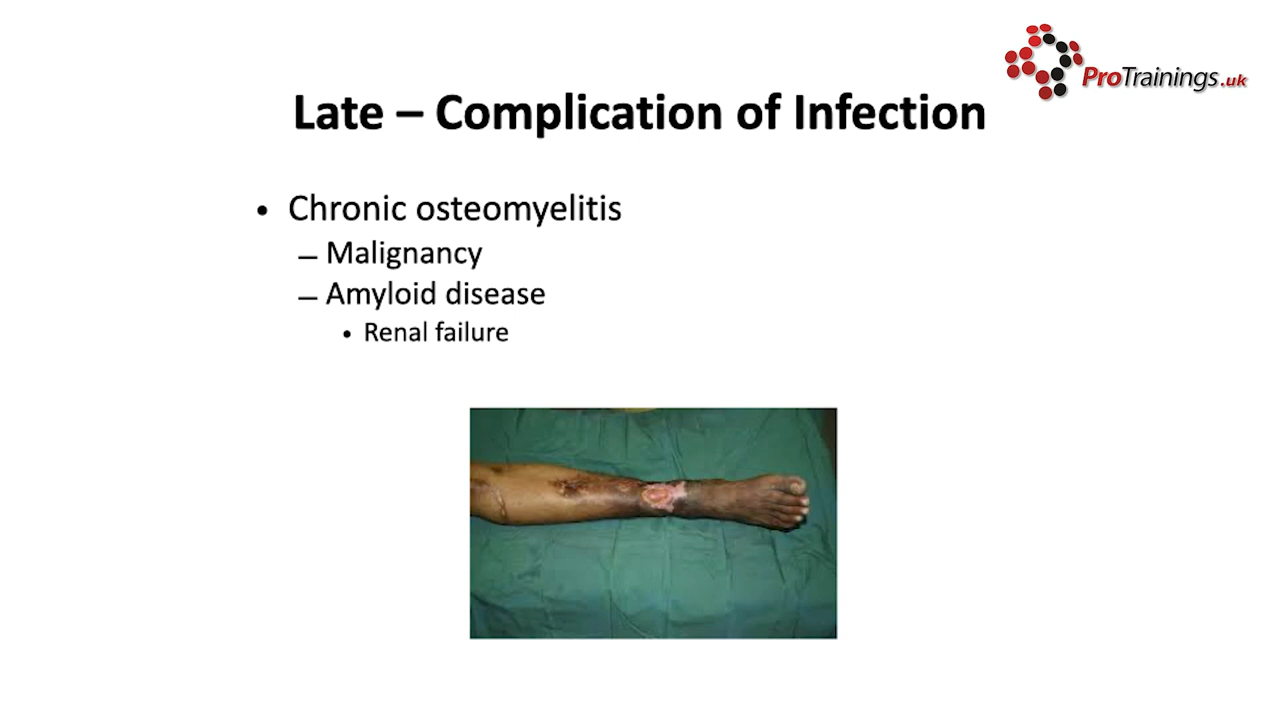 ProTrainings.uk
Late – Complication of Infection
• Chronic osteomyelitis
– Malignancy
– Amyloid disease
• Renal failure